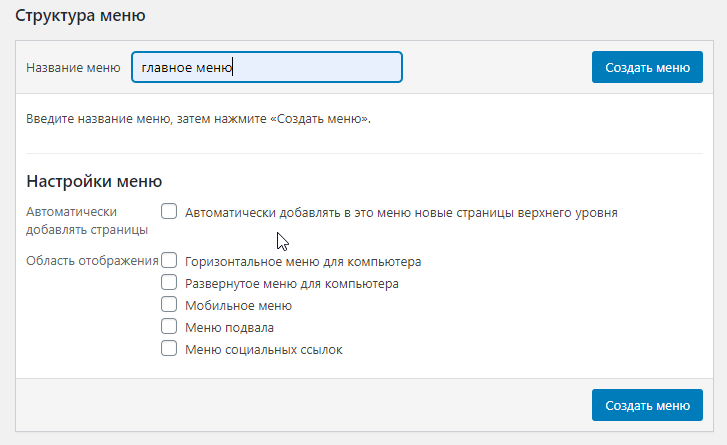 Структура меню
Название меню главное меню Создать меню
Введите название меню, затем нажмите «Создать меню».
Настройки меню
Автоматически добавлять страницы
Автоматически добавлять в это меню новые страницы верхнего уровня
Область отображения
Горизонтальное меню для компьютера
Развернутое меню для компьютера
Мобильное меню
Меню подвала
Меню социальных ссылок
Создать меню